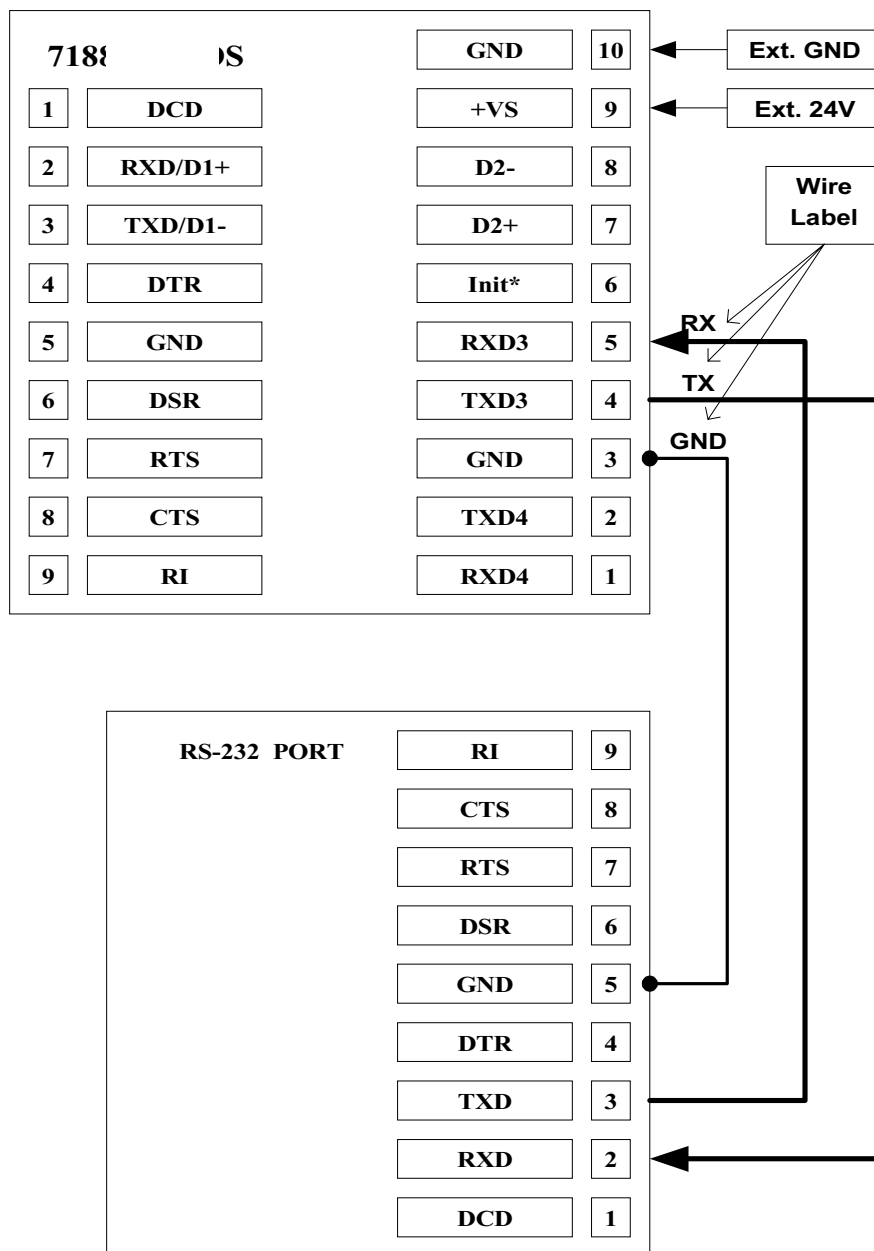 GND 10 Ext. GND
1 DCD +VS 9 Ext. 24V
2 RXD/D1+ D2- 8
Wire
Label
3 TXD/D1- D2+ 7
4 DTR Init* 6
RX
5 GND RXD3 5
TX
6 DSR TXD3 4
GND
7 RTS GND 3
8 CTS TXD4 2
9 RI RXD4 1
RS-232 PORT RI 9
CTS 8
RTS 7
DSR 6
GND 5
DTR 4
TXD 3
RXD 2
DCD 1